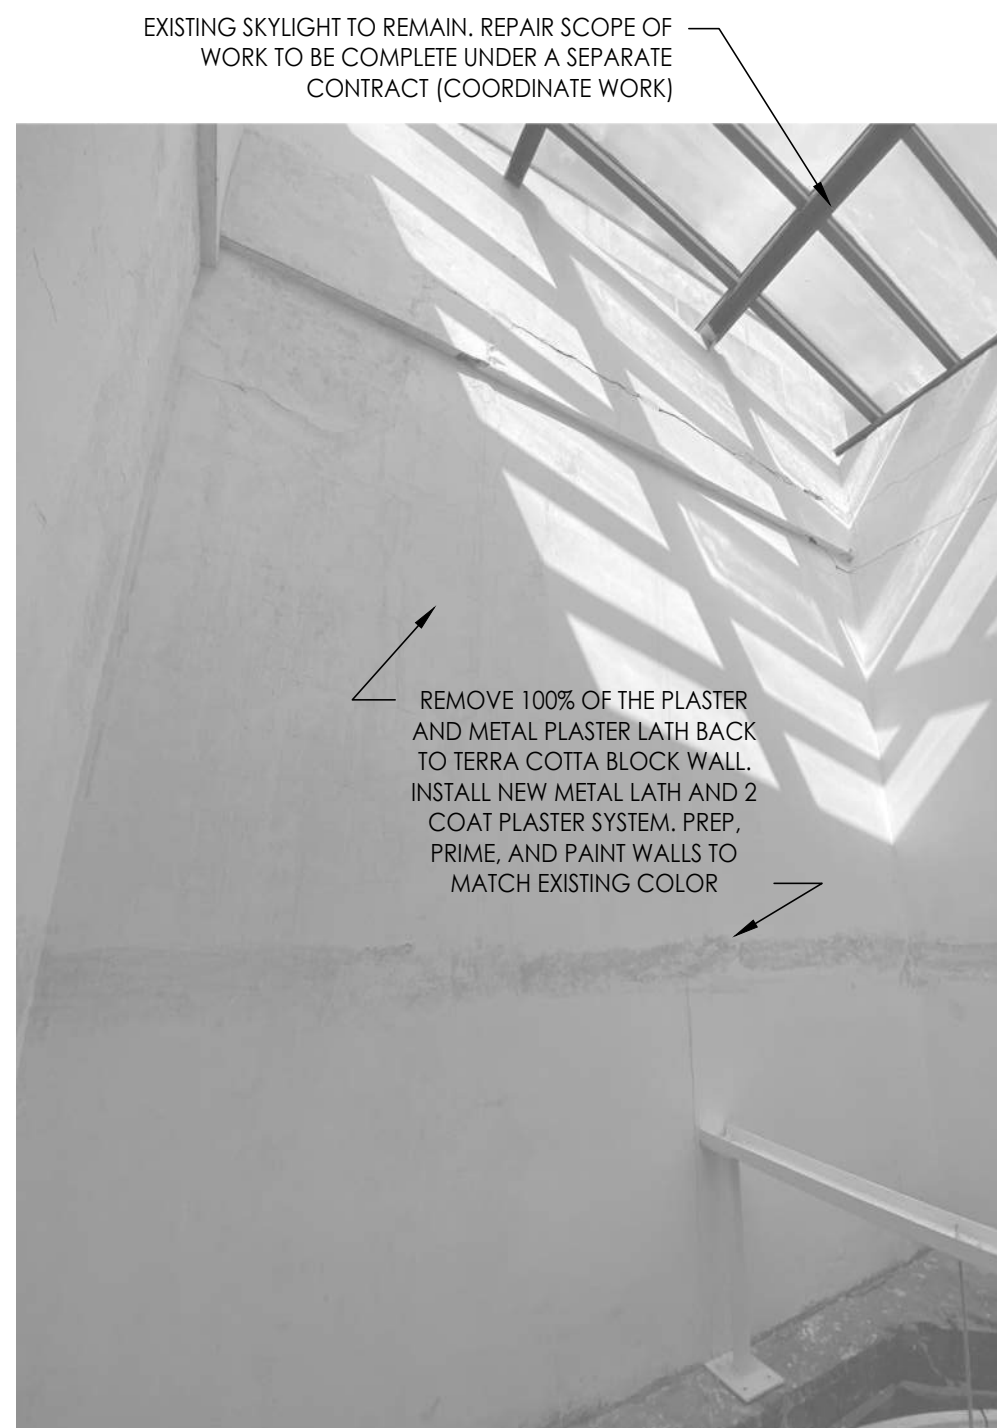 EXISTING SKYLIGHT TO REMAIN. REPAIR SCOPE OF
WORK TO BE COMPLETE UNDER A SEPARATE
CONTRACT (COORDINATE WORK)
REMOVE 100% OF THE PLASTER
AND METAL PLASTER LATH BACK
TO TERRA COTTA BLOCK WALL.
INSTALL NEW METAL LATH AND 2
COAT PLASTER SYSTEM. PREP,
PRIME, AND PAINT WALLS TO
MATCH EXISTING COLOR